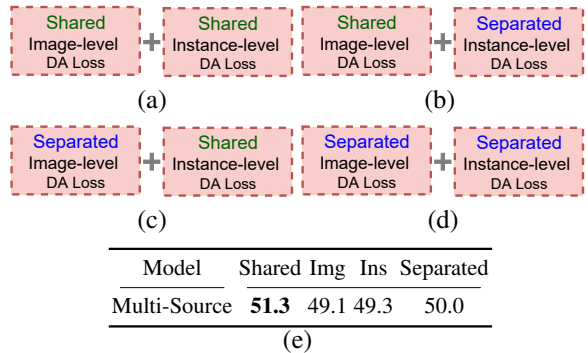 Shared
Image-level
DA Loss
+
Shared
Instance-level
DA Loss
(a)
Shared
Image-level
DA Loss
+
Separated
Instance-level
DA Loss
(b)
Separated
Image-level
DA Loss
+
Shared
Instance-level
DA Loss
(c)
Separated
Image-level
DA Loss
+
Separated
Instance-level
DA Loss
(d)
Model Shared Img Ins Separated
Multi-Source 51.3 49.1 49.3 50.0
(e)